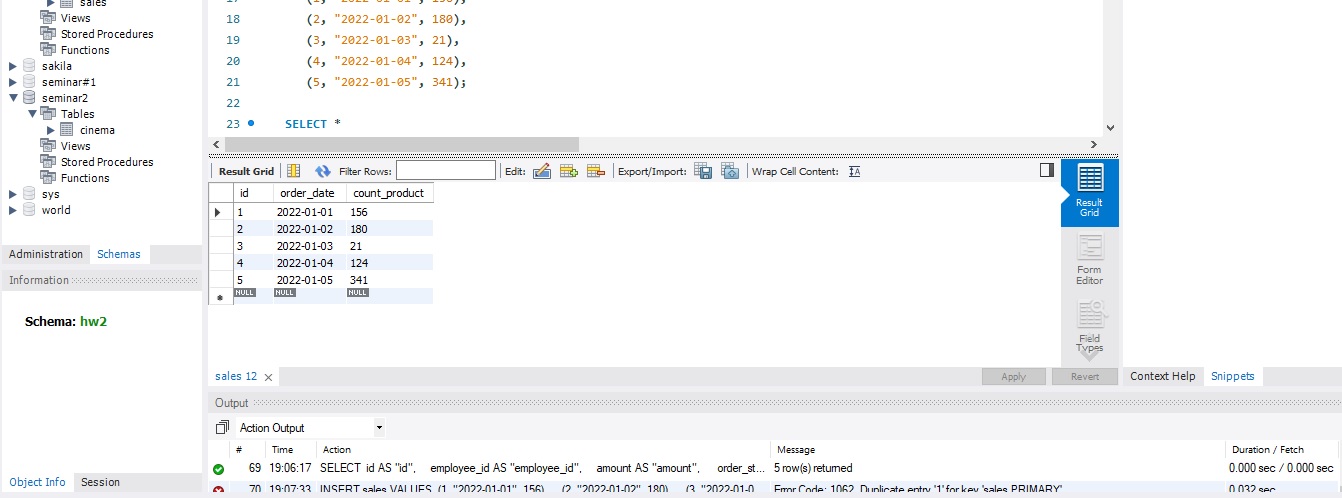 sales
Views
Stored Procedures
Functions
sakila
seminar#1
seminar2
Tables
cinema
Views
Stored Procedures
Functions
sys
world
Administration Schemas
Information
Schema: hw2
Object Info Session
18 (2, "2022-01-02", 180),
19 (3, "2022-01-03", 21),
20 (4, "2022-01-04", 124),
21 (5, "2022-01-05", 341);
22
23 SELECT *
Result Grid Filter Rows: Edit: Export/Import: Wrap Cell Content:
id order_date count_product
1 2022-01-01 156
2 2022-01-02 180
3 2022-01-03 21
4 2022-01-04 124
5 2022-01-05 341
NULL NULL NULL
Result
Grid
Form
Editor
Field
Types
sales 12 Apply Revert
Context Help Snippets
Output
Action Output
# Time Action Message Duration / Fetch
69 19:06:17 SELECT id AS "id", employee_id AS "employee_id", amount AS "amount", order_st... 5 row(s) returned 0.000 sec / 0.000 sec
70 19:07:33 INSERT sales VALUES (1, "2022-01-01", 156), (2, "2022-01-02", 180), (3, "2022-01-0... Error Code: 1062. Duplicate entry '1' for key 'sales.PRIMARY' 0.032 sec